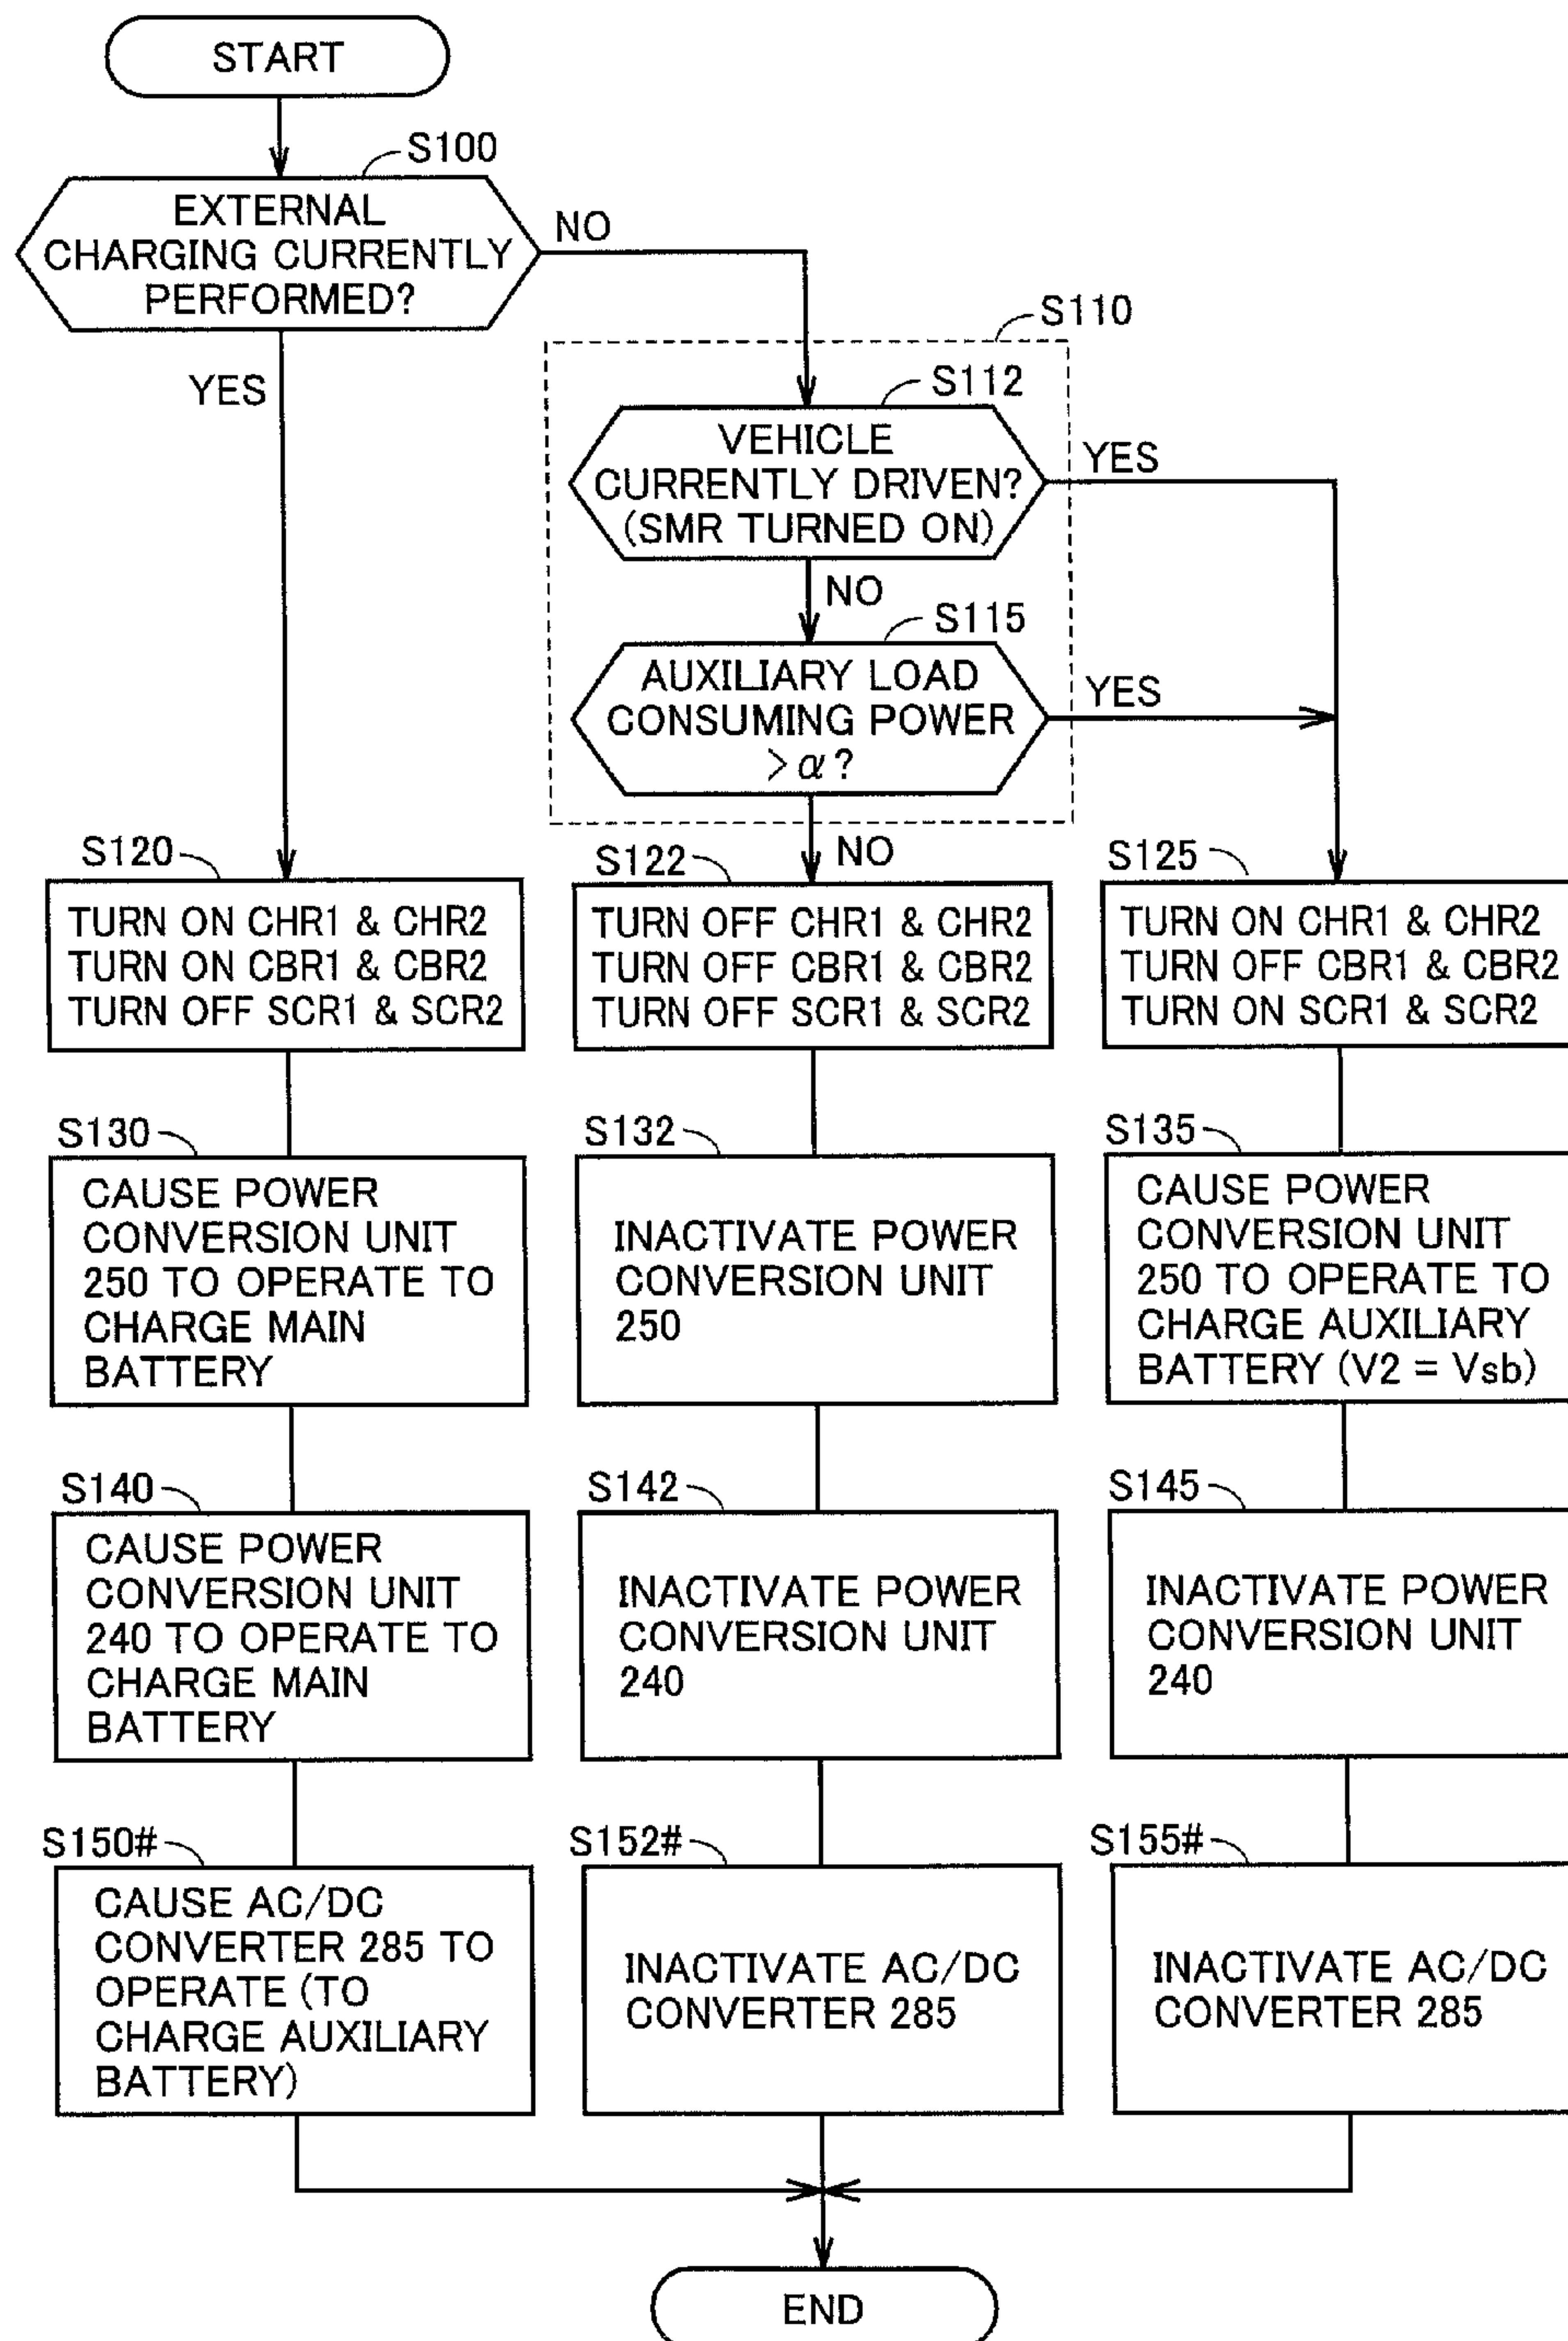 START
S100
EXTERNAL
CHARGING CURRENTLY
PERFORMED?
NO
YES
S110
S112
VEHICLE
CURRENTLY DRIVEN?
(SMR TURNED ON)
YES
NO
S115
AUXILIARY LOAD
CONSUMING POWER
> α ?
YES
NO
S120
TURN ON CHR1 & CHR2
TURN ON CBR1 & CBR2
TURN OFF SCR1 & SCR2
S122
TURN OFF CHR1 & CHR2
TURN OFF CBR1 & CBR2
TURN OFF SCR1 & SCR2
S125
TURN ON CHR1 & CHR2
TURN OFF CBR1 & CBR2
TURN ON SCR1 & SCR2
S130
CAUSE POWER
CONVERSION UNIT
250 TO OPERATE TO
CHARGE MAIN
BATTERY
S132
INACTIVATE POWER
CONVERSION UNIT
250
S135
CAUSE POWER
CONVERSION UNIT
250 TO OPERATE TO
CHARGE AUXILIARY
BATTERY (V2 = Vsb)
S140
CAUSE POWER
CONVERSION UNIT
240 TO OPERATE TO
CHARGE MAIN
BATTERY
S142
INACTIVATE POWER
CONVERSION UNIT
240
S145
INACTIVATE POWER
CONVERSION UNIT
240
S150#
CAUSE AC/DC
CONVERTER 285 TO
OPERATE (TO
CHARGE AUXILIARY
BATTERY)
S152#
INACTIVATE AC/DC
CONVERTER 285
S155#
INACTIVATE AC/DC
CONVERTER 285
END